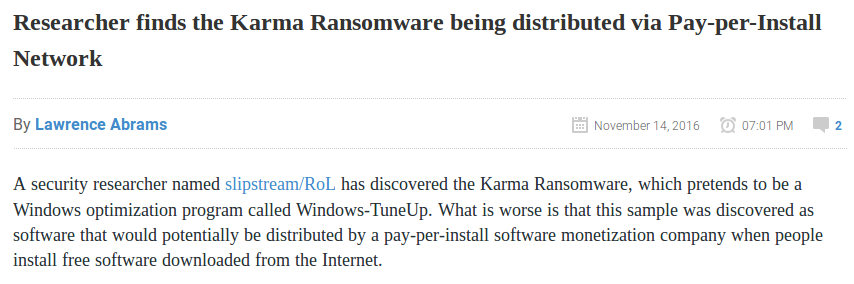 Researcher finds the Karma Ransomware being distributed via Pay-per-Install
Network
By Lawrence Abrams November 14, 2016 07:01 PM 2
A security researcher named slipstream/RoL has discovered the Karma Ransomware, which pretends to be a
Windows optimization program called Windows-TuneUp. What is worse is that this sample was discovered as
software that would potentially be distributed by a pay-per-install software monetization company when people
install free software downloaded from the Internet.